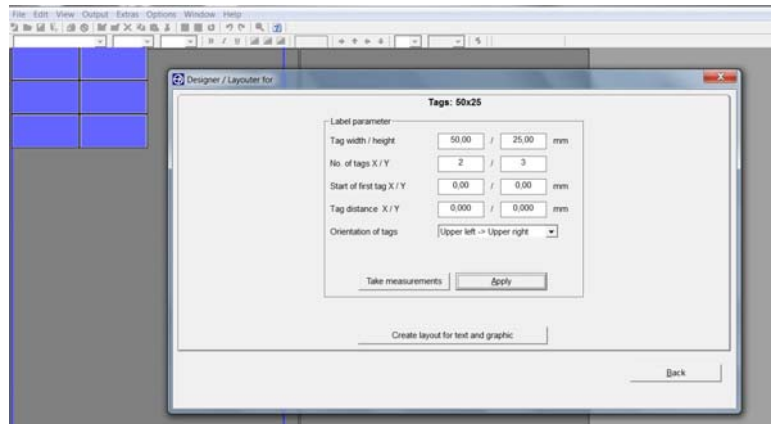 File Edit View Output Extras Options Window Help
Designer / Layouter for
Tags: 50x25
Label parameter
Tag width / height 50,00 / 25,00 mm
No. of tags X / Y 2 / 3
Start of first tag X / Y 0,00 / 0,00 mm
Tag distance X / Y 0,000 / 0,000 mm
Orientation of tags Upper left -> Upper right
Take measurements Apply
Create layout for text and graphic
Back